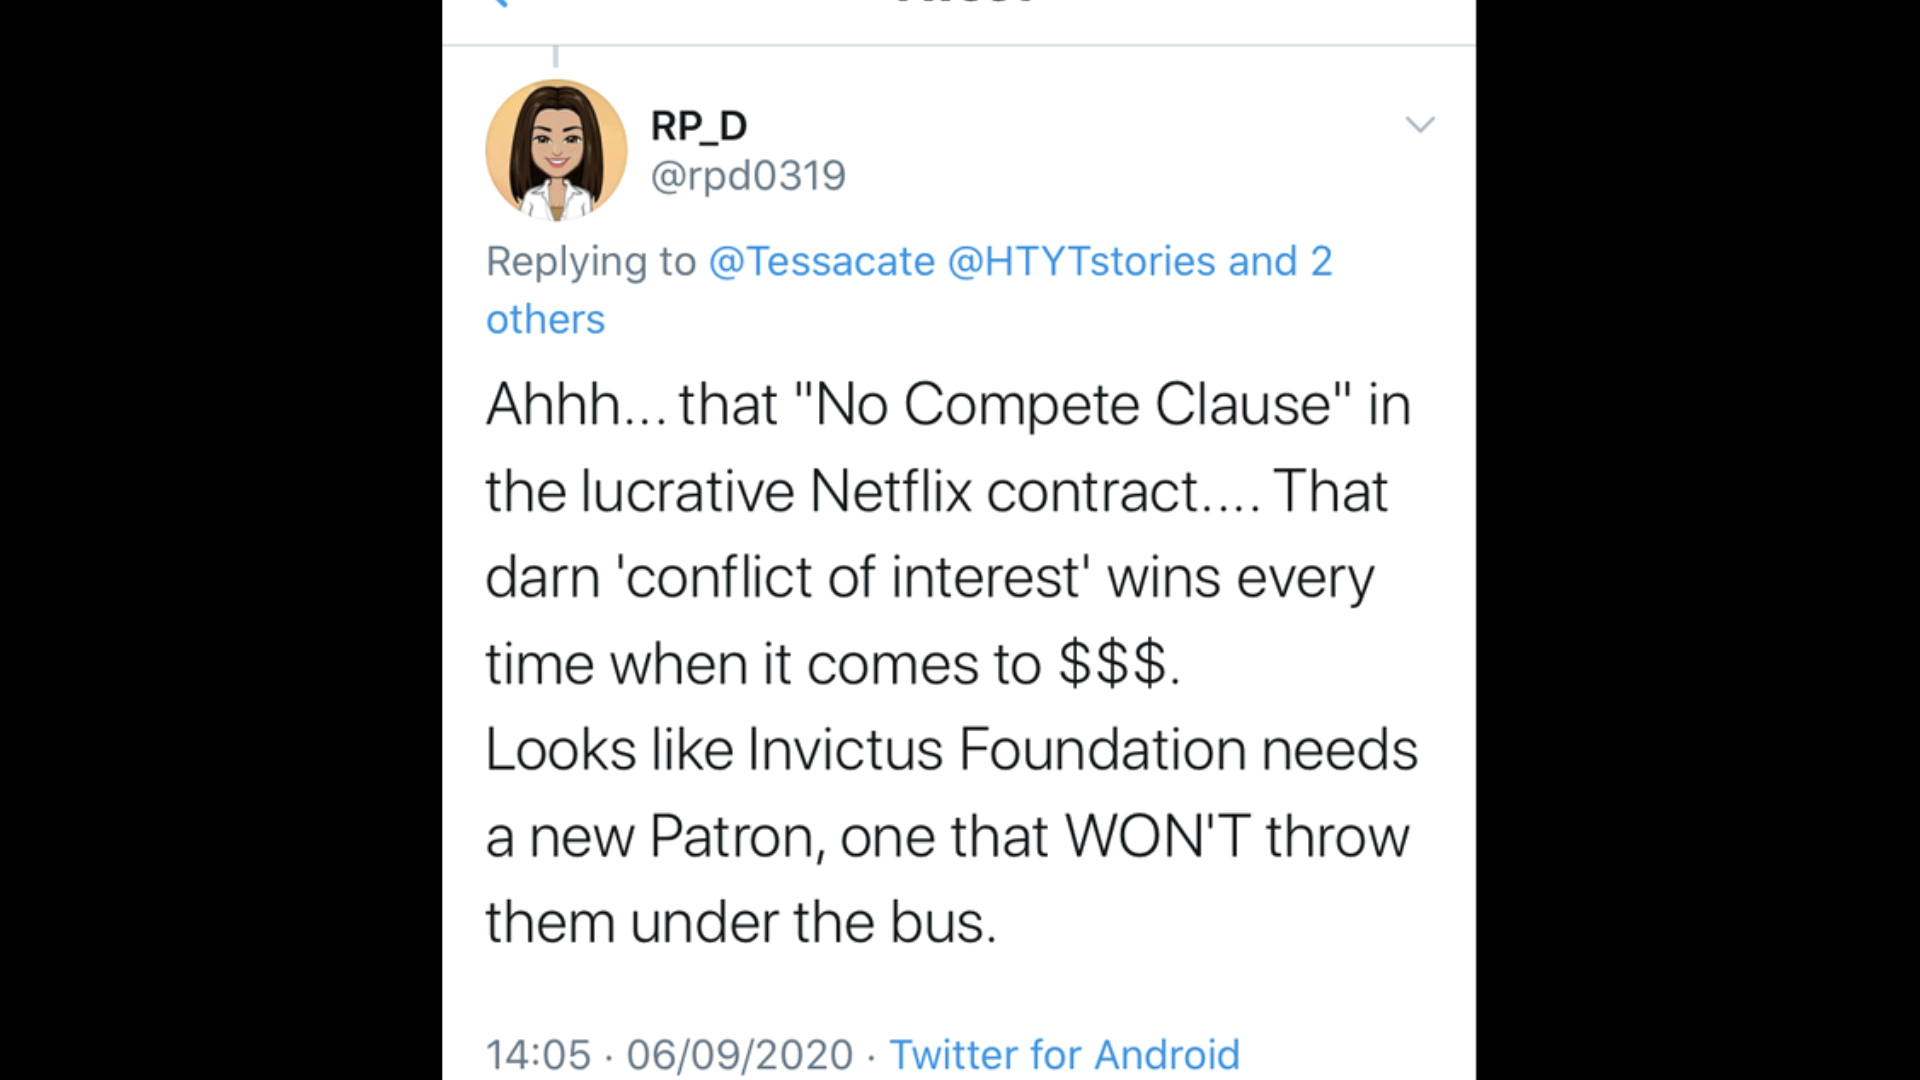 RP_D
@rpd0319
Replying to @Tessacate @HTYTstories and 2
others
Ahhh... that "No Compete Clause" in
the lucrative Netflix contract.... That
darn 'conflict of interest' wins every
time when it comes to $$$.
Looks like Invictus Foundation needs
a new Patron, one that WON'T throw
them under the bus.
14:05 · 06/09/2020 · Twitter for Android